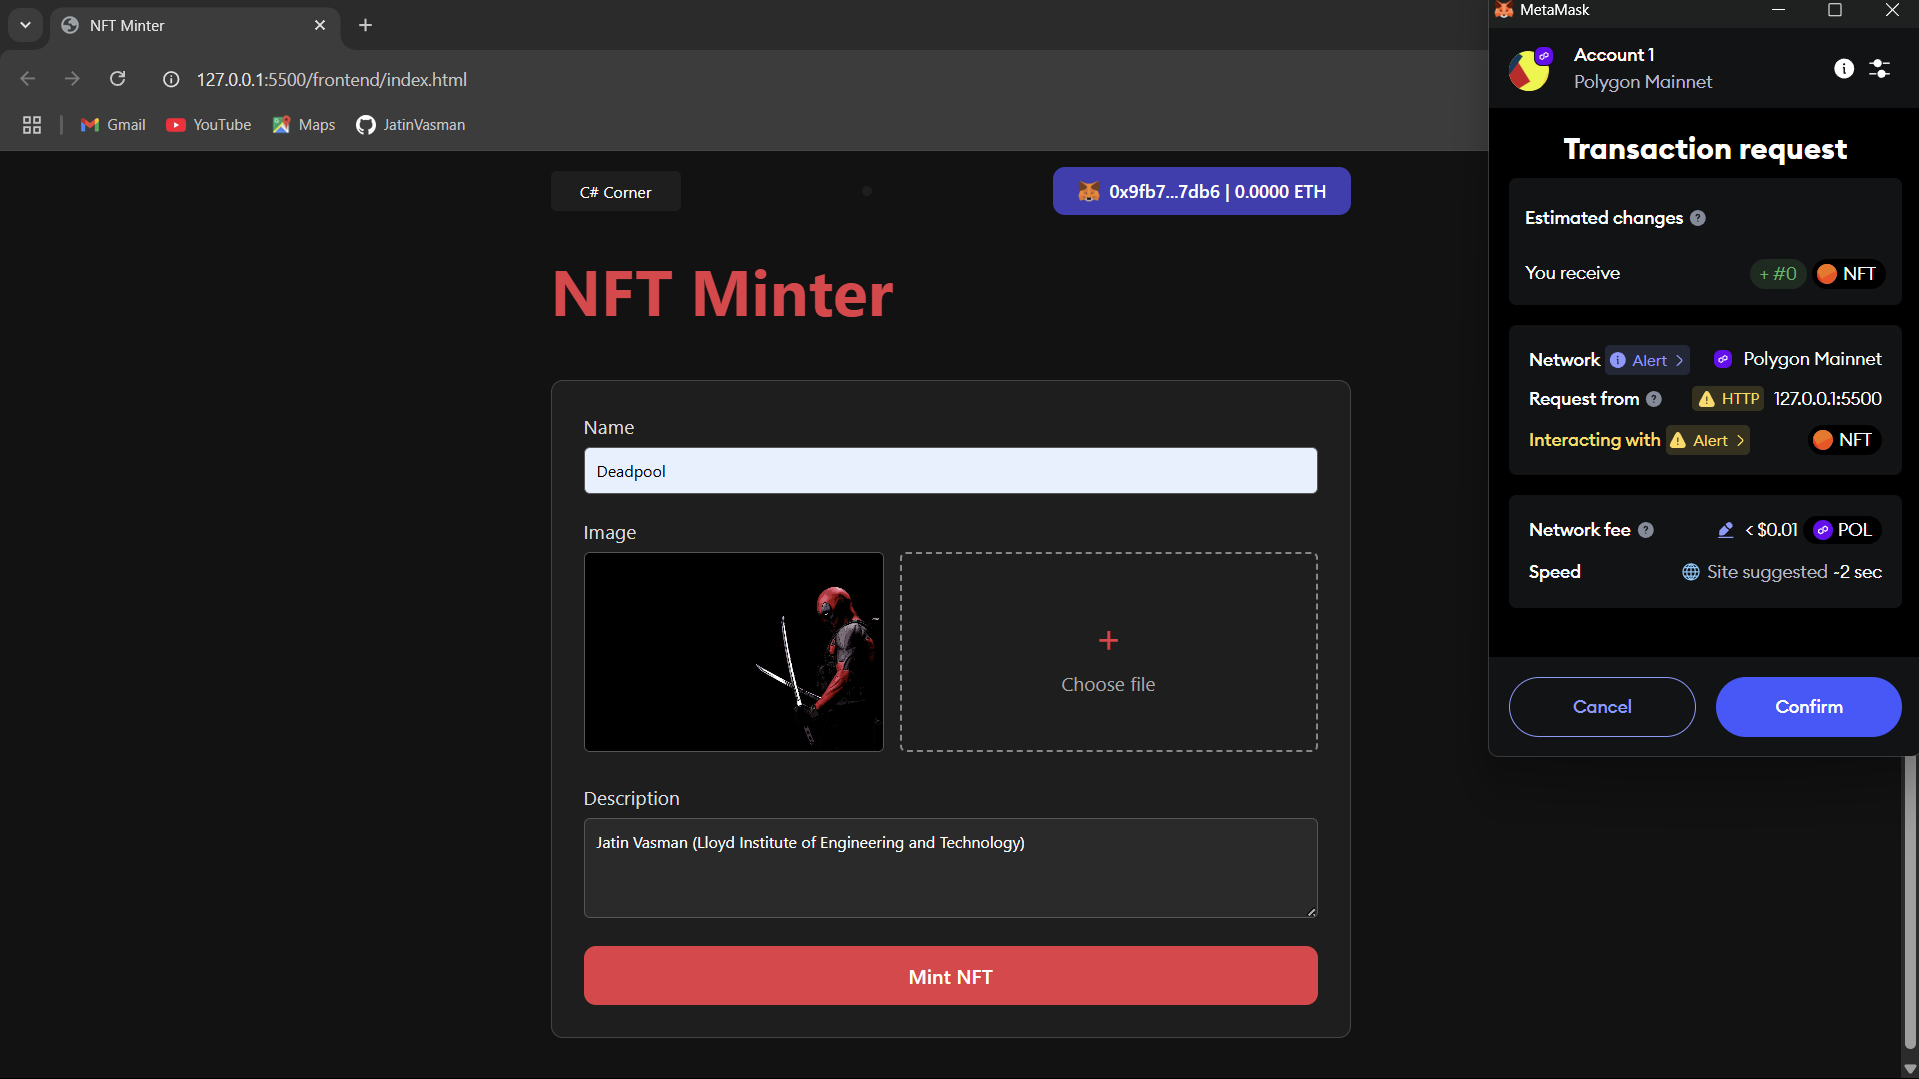 NFT Minter
127.0.0.1:5500/frontend/index.html
Gmail
YouTube
Maps
JatinVasman
C# Corner
0x9fb7...7db6 | 0.0000 ETH
NFT Minter
Name
Deadpool
Image
Choose file
Description
Jatin Vasman (Lloyd Institute of Engineering and Technology)
Mint NFT
MetaMask
Account 1
Polygon Mainnet
Transaction request
Estimated changes
You receive + #0 NFT
Network Alert > Polygon Mainnet
Request from HTTP 127.0.0.1:5500
Interacting with Alert > NFT
Network fee < $0.01 POL
Speed Site suggested ~2 sec
Cancel Confirm